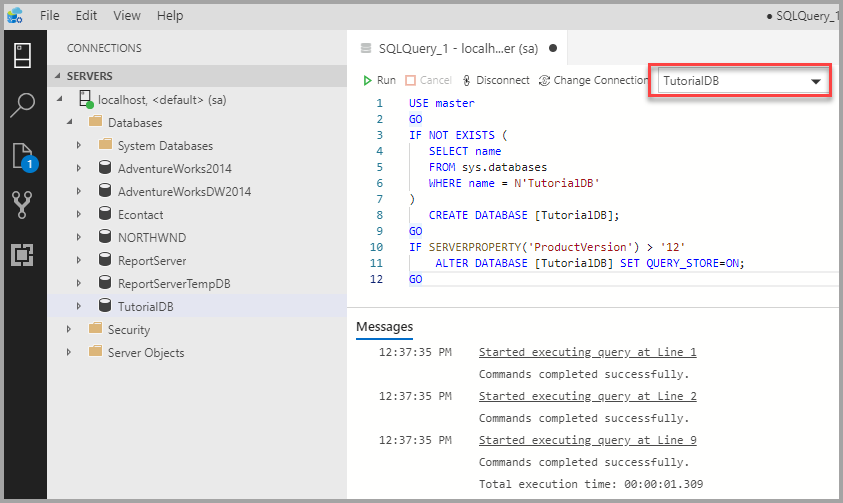 File Edit View Help
● SQLQuery_1
CONNECTIONS
SERVERS
localhost, <default> (sa)
Databases
System Databases
AdventureWorks2014
AdventureWorksDW2014
Econtact
NORTHWND
ReportServer
ReportServerTempDB
TutorialDB
Security
Server Objects
1
SQLQuery_1 - localh...er (sa) ●
Run Cancel Disconnect Change Connection TutorialDB
1 USE master
2 GO
3 IF NOT EXISTS (
4 SELECT name
5 FROM sys.databases
6 WHERE name = N'TutorialDB'
7 )
8 CREATE DATABASE [TutorialDB];
9 GO
10 IF SERVERPROPERTY('ProductVersion') > '12'
11 ALTER DATABASE [TutorialDB] SET QUERY_STORE=ON;
12 GO
Messages
12:37:35 PM Started executing query at Line 1
Commands completed successfully.
12:37:35 PM Started executing query at Line 2
Commands completed successfully.
12:37:35 PM Started executing query at Line 9
Commands completed successfully.
Total execution time: 00:00:01.309